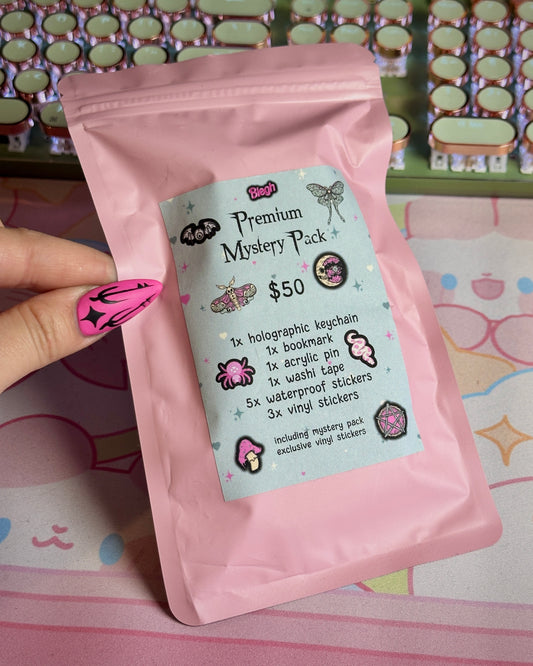 Blegh
Premium
Mystery Pack
$50
1x holographic keychain
1x bookmark
1x acrylic pin
1x washi tape
5x waterproof stickers
3x vinyl stickers
including mystery pack
exclusive vinyl stickers